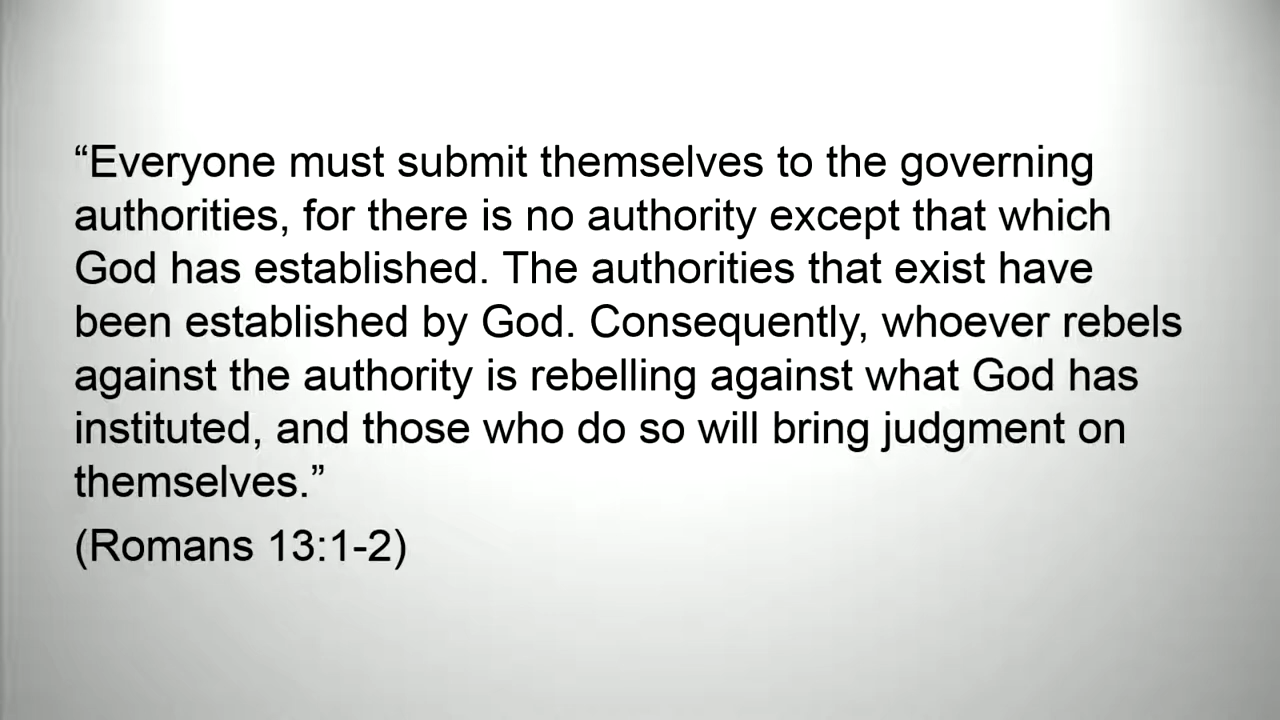 “Everyone must submit themselves to the governing
authorities, for there is no authority except that which
God has established. The authorities that exist have
been established by God. Consequently, whoever rebels
against the authority is rebelling against what God has
instituted, and those who do so will bring judgment on
themselves.”
(Romans 13:1-2)